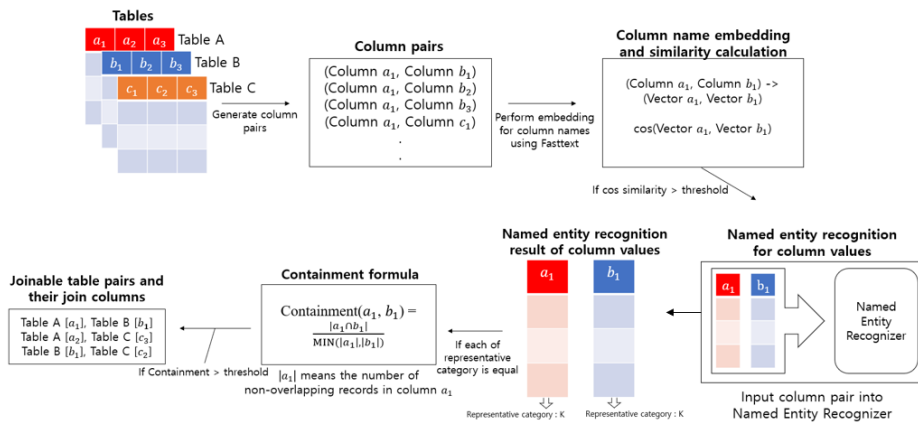 Tables
a₁ a₂ a₃ Table A
b₁ b₂ b₃ Table B
c₁ c₂ c₃ Table C
Generate column
pairs
Column pairs
(Column a₁, Column b₁)
(Column a₁, Column b₂)
(Column a₁, Column b₃)
(Column a₁, Column c₁)
.
.
Perform embedding
for column names
using Fasttext
Column name embedding
and similarity calculation
(Column a₁, Column b₁) ->
(Vector a₁, Vector b₁)
cos(Vector a₁, Vector b₁)
If cos similarity > threshold
Named entity recognition
for column values
a₁ b₁
Named
Entity
Recognizer
Input column pair into
Named Entity Recognizer
Named entity recognition
result of column values
a₁ b₁
Representative category : K
Representative category : K
If each of
representative
category is equal
Containment formula
Containment(a₁, b₁) =
|a₁∩b₁|
MIN(|a₁|,|b₁|)
|a₁| means the number of
non-overlapping records in column a₁
If Containment > threshold
Joinable table pairs and
their join columns
Table A [a₁], Table B [b₁]
Table A [a₂], Table C [c₃]
Table B [b₁], Table C [c₂]